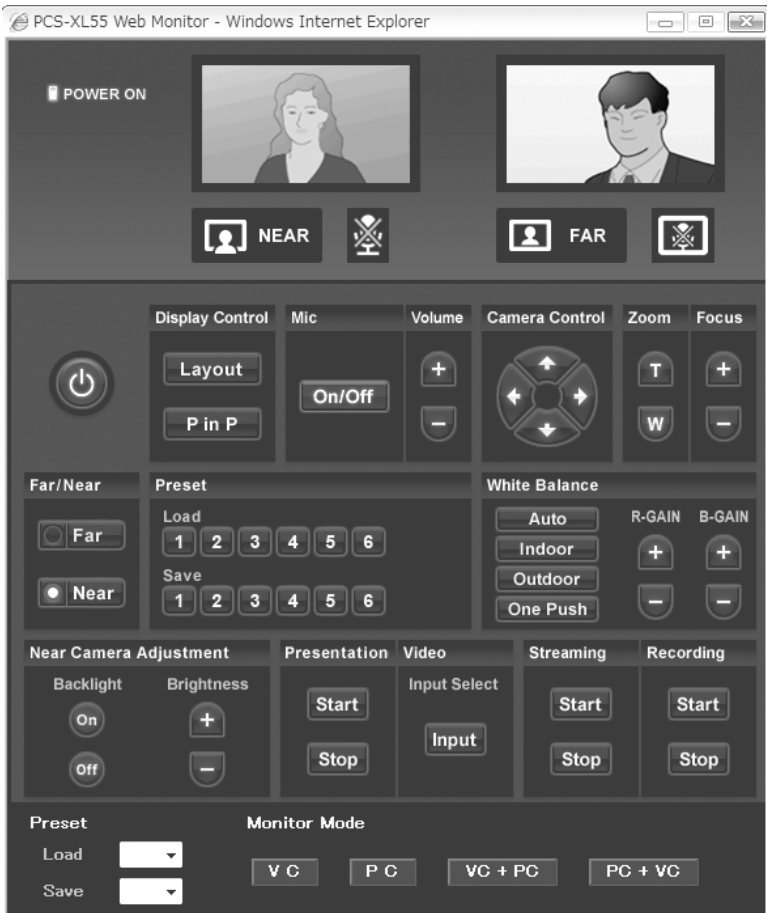 PCS-XL55 Web Monitor - Windows Internet Explorer
POWER ON
NEAR
FAR
Display Control
Mic
Volume
Camera Control
Zoom
Focus
Layout
P in P
On/Off
+
−
T
W
+
−
Far/Near
Far
Near
Preset
Load
1 2 3 4 5 6
Save
1 2 3 4 5 6
White Balance
Auto
Indoor
Outdoor
One Push
R-GAIN
+
−
B-GAIN
+
−
Near Camera Adjustment
Backlight
On
Off
Brightness
+
−
Presentation
Start
Stop
Video
Input Select
Input
Streaming
Start
Stop
Recording
Start
Stop
Preset
Load
Save
Monitor Mode
V C
P C
VC + PC
PC + VC